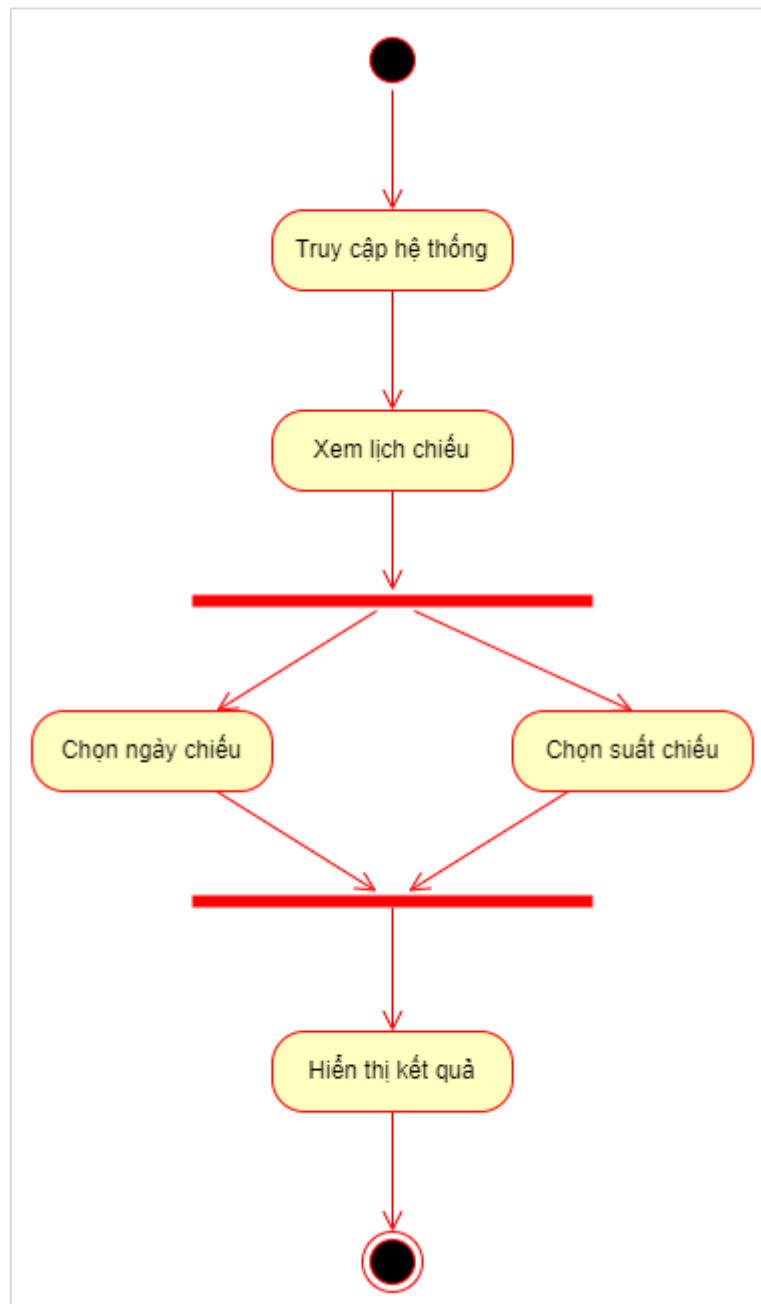 Truy cập hệ thống
Xem lịch chiếu
Chọn ngày chiếu
Chọn suất chiếu
Hiển thị kết quả